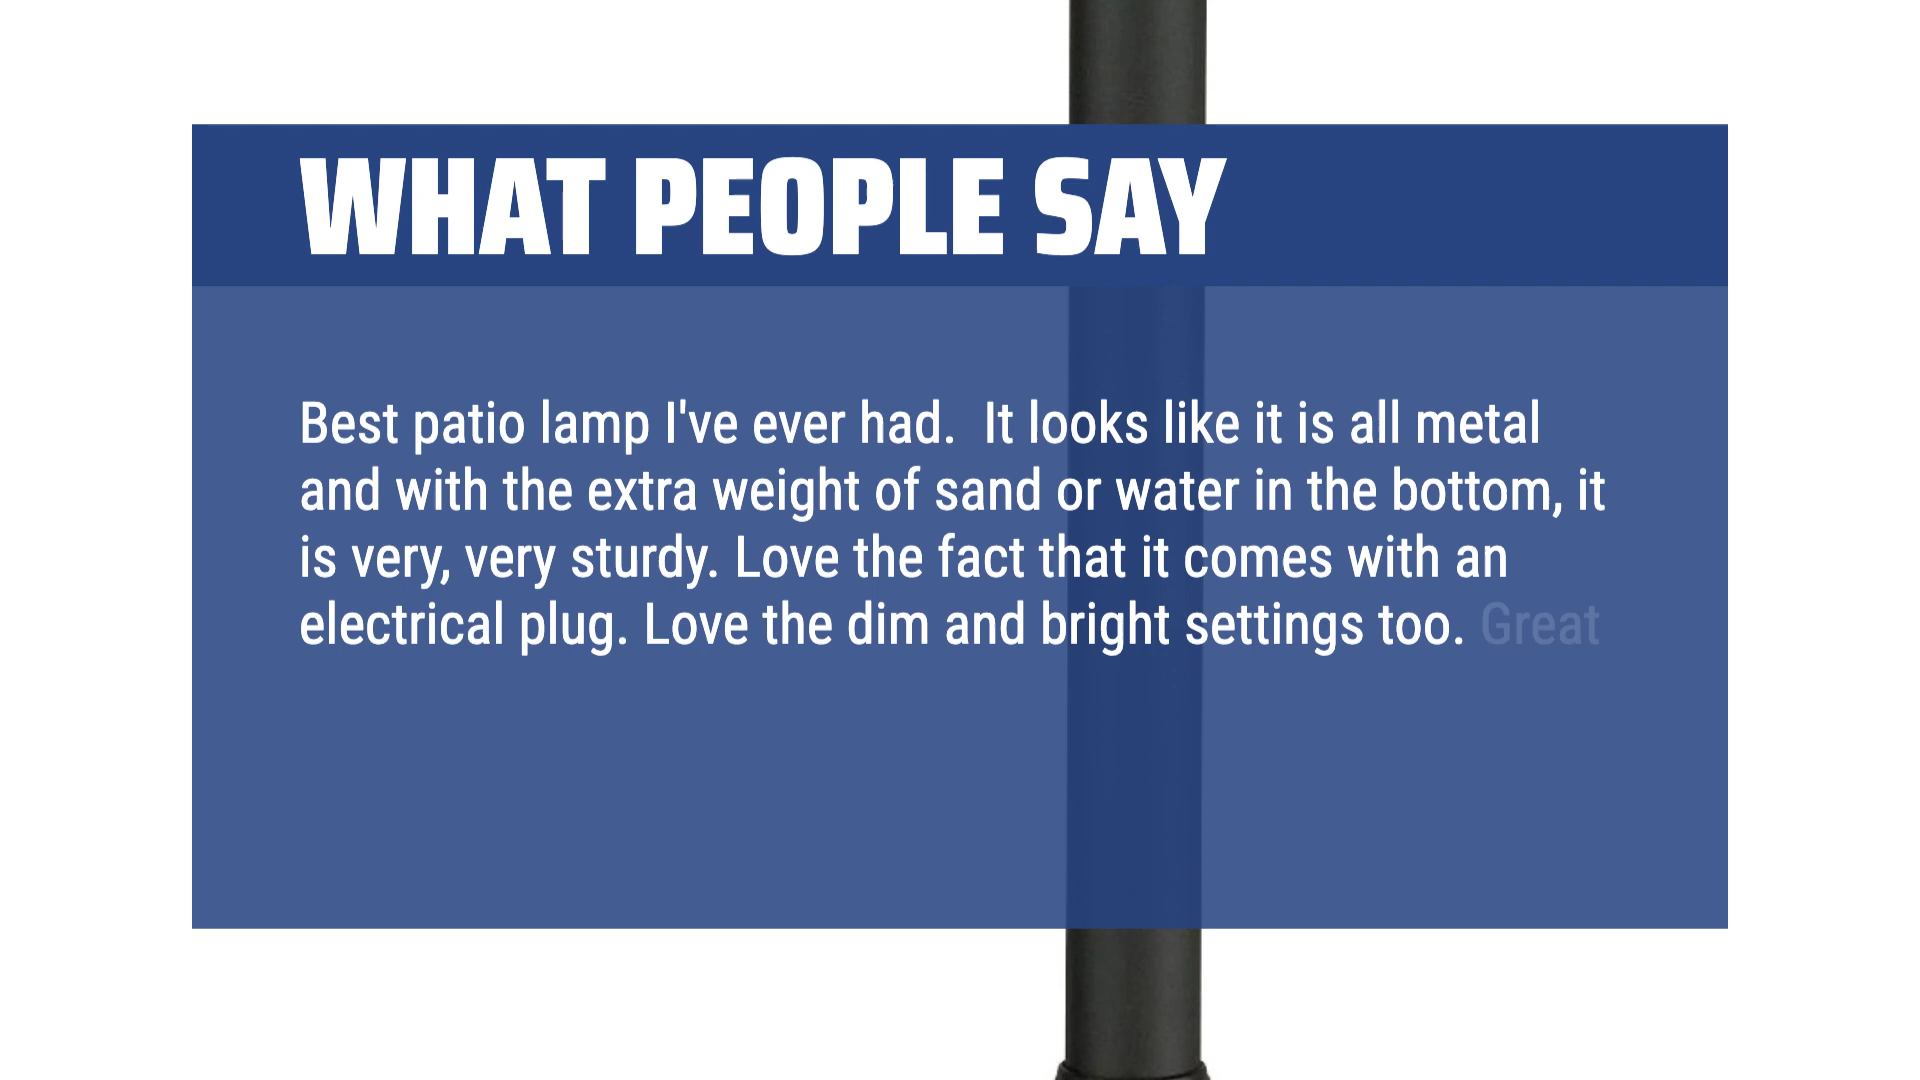 WHAT PEOPLE SAY
Best patio lamp I've ever had.  It looks like it is all metal
and with the extra weight of sand or water in the bottom, it
is very, very sturdy. Love the fact that it comes with an
electrical plug. Love the dim and bright settings too. Great